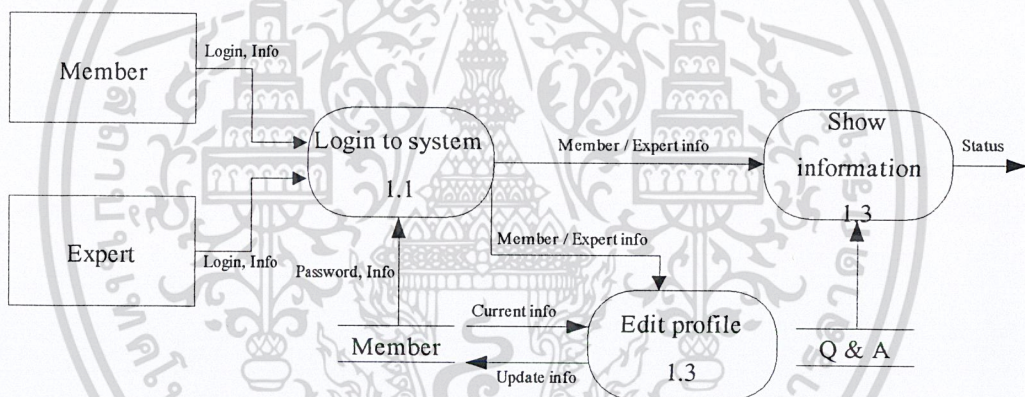 Member
Login, Info
Expert
Login, Info
Login to system
1.1
Password, Info
Member / Expert info
Member / Expert info
Show
information
1.3
Status
Member
Current info
Update info
Edit profile
1.3
Q & A